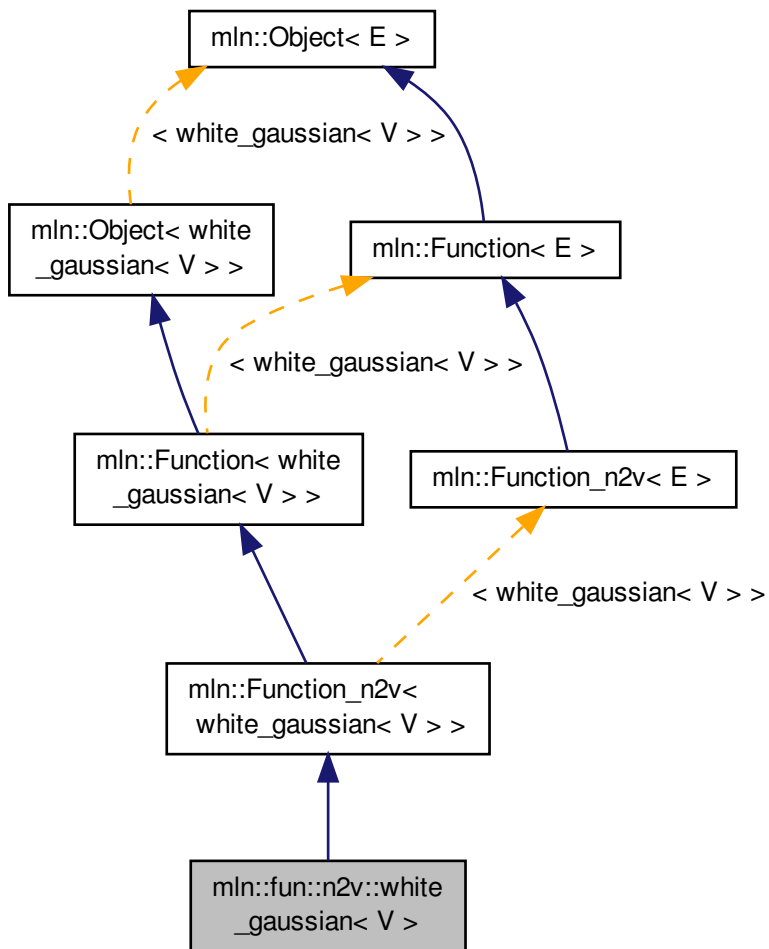 mln::Object< E >
< white_gaussian< V > >
mln::Object< white
_gaussian< V > >
mln::Function< E >
< white_gaussian< V > >
mln::Function< white
_gaussian< V > >
mln::Function_n2v< E >
< white_gaussian< V > >
mln::Function_n2v<
white_gaussian< V > >
mln::fun::n2v::white
_gaussian< V >